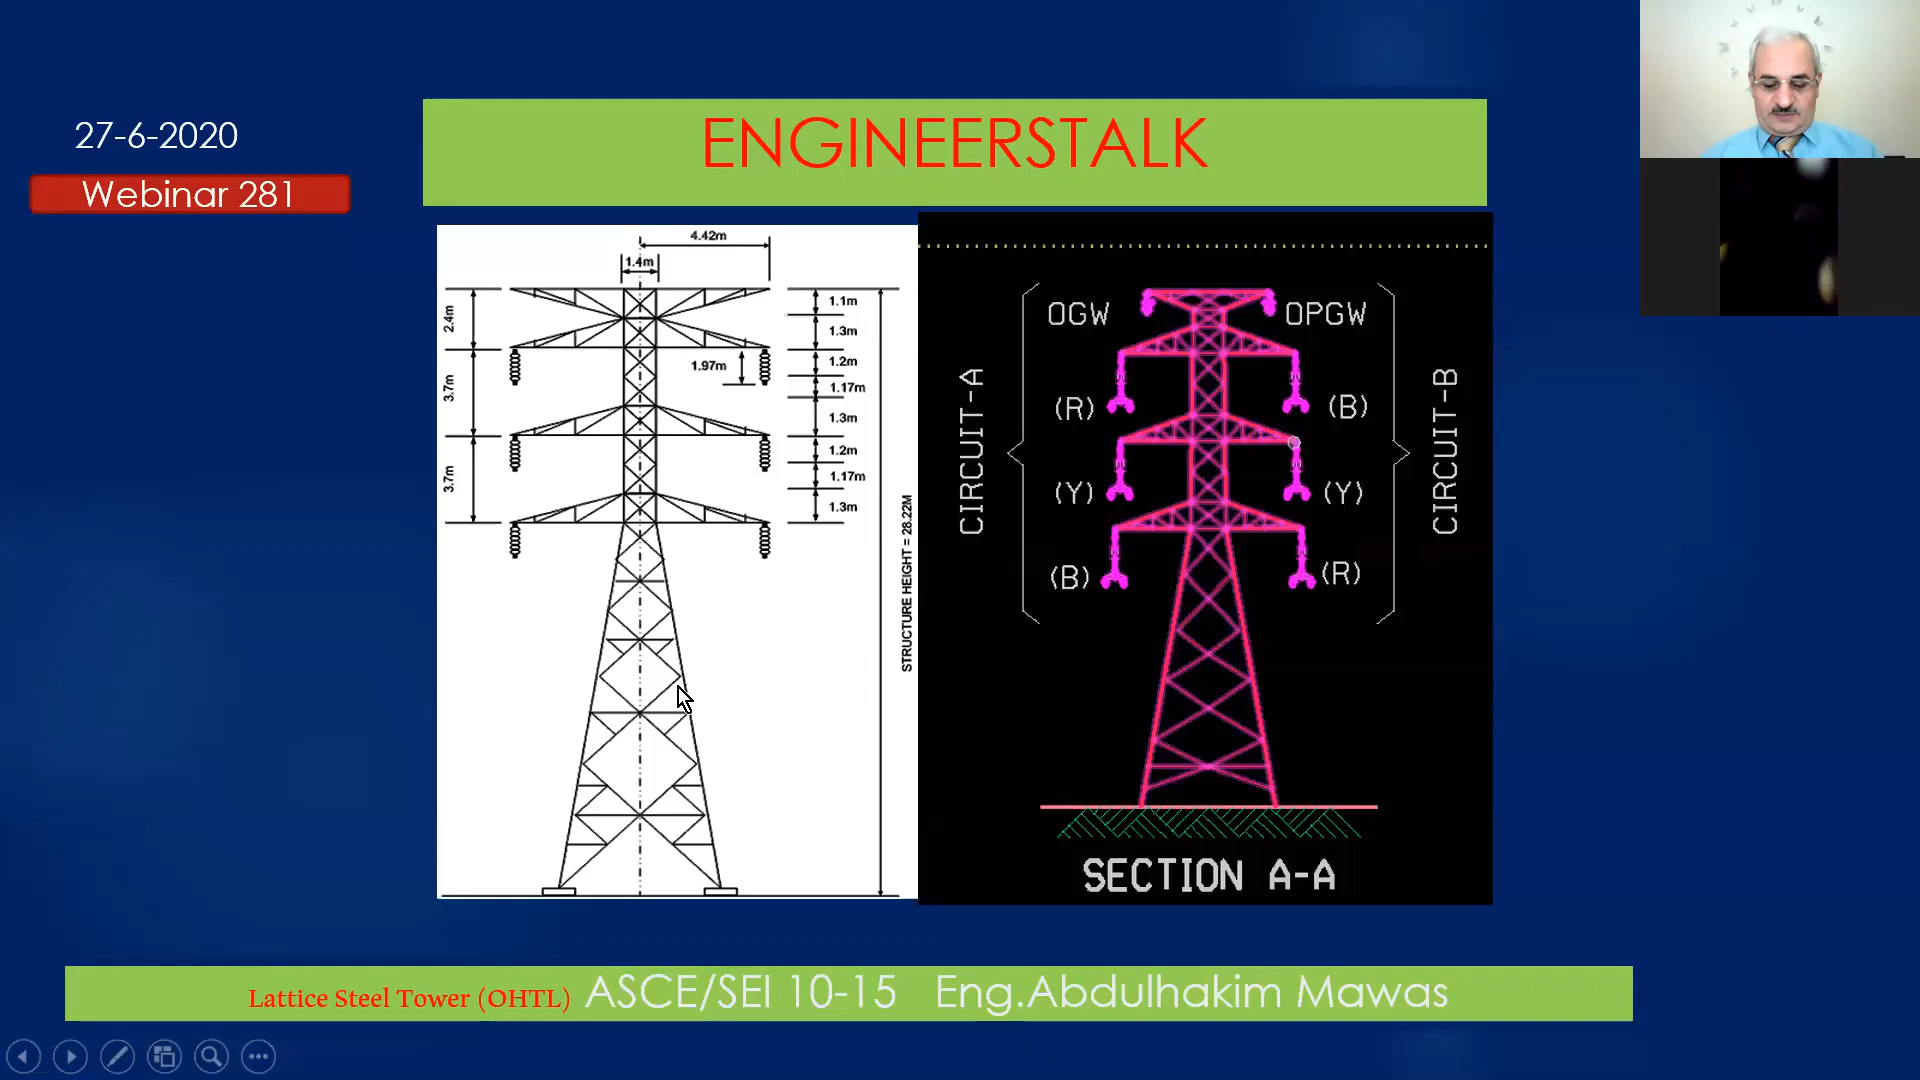 27-6-2020
Webinar 281
ENGINEERSTALK
4.42m
1.4m
2.4m
3.7m
3.7m
1.97m
1.1m
1.3m
1.2m
1.17m
1.3m
1.2m
1.17m
1.3m
STRUCTURE HEIGHT = 28.22M
OGW
OPGW
CIRCUIT-A
CIRCUIT-B
(R)
(B)
(Y)
(Y)
(B)
(R)
SECTION A-A
Lattice Steel Tower (OHTL) ASCE/SEI 10-15 Eng.Abdulhakim Mawas